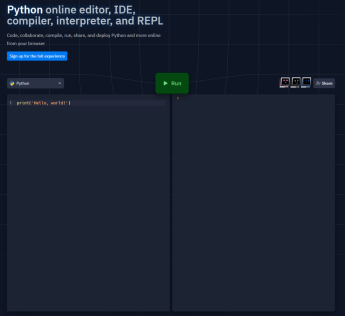 Python online editor, IDE,
compiler, interpreter, and REPL
Code, collaborate, compile, run, share, and deploy Python and more online
from your browser
Sign up for the full experience
Python
Run
Share
1 print('Hello, world!')